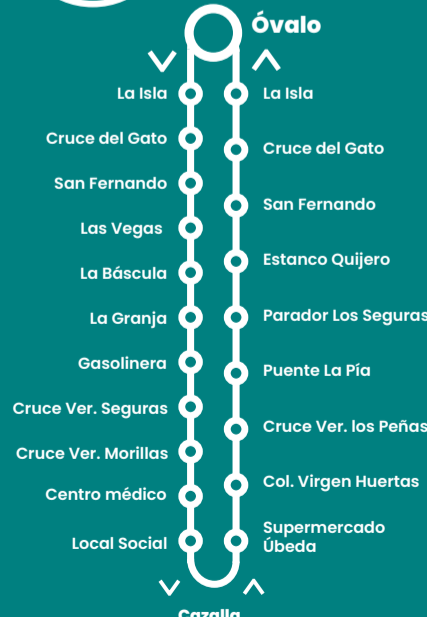 Óvalo
La Isla
Cruce del Gato
San Fernando
Las Vegas
La Báscula
La Granja
Gasolinera
Cruce Ver. Seguras
Cruce Ver. Morillas
Centro médico
Local Social
La Isla
Cruce del Gato
San Fernando
Estanco Quijero
Parador Los Seguras
Puente La Pía
Cruce Ver. los Peñas
Col. Virgen Huertas
Supermercado
Úbeda
Cazalla